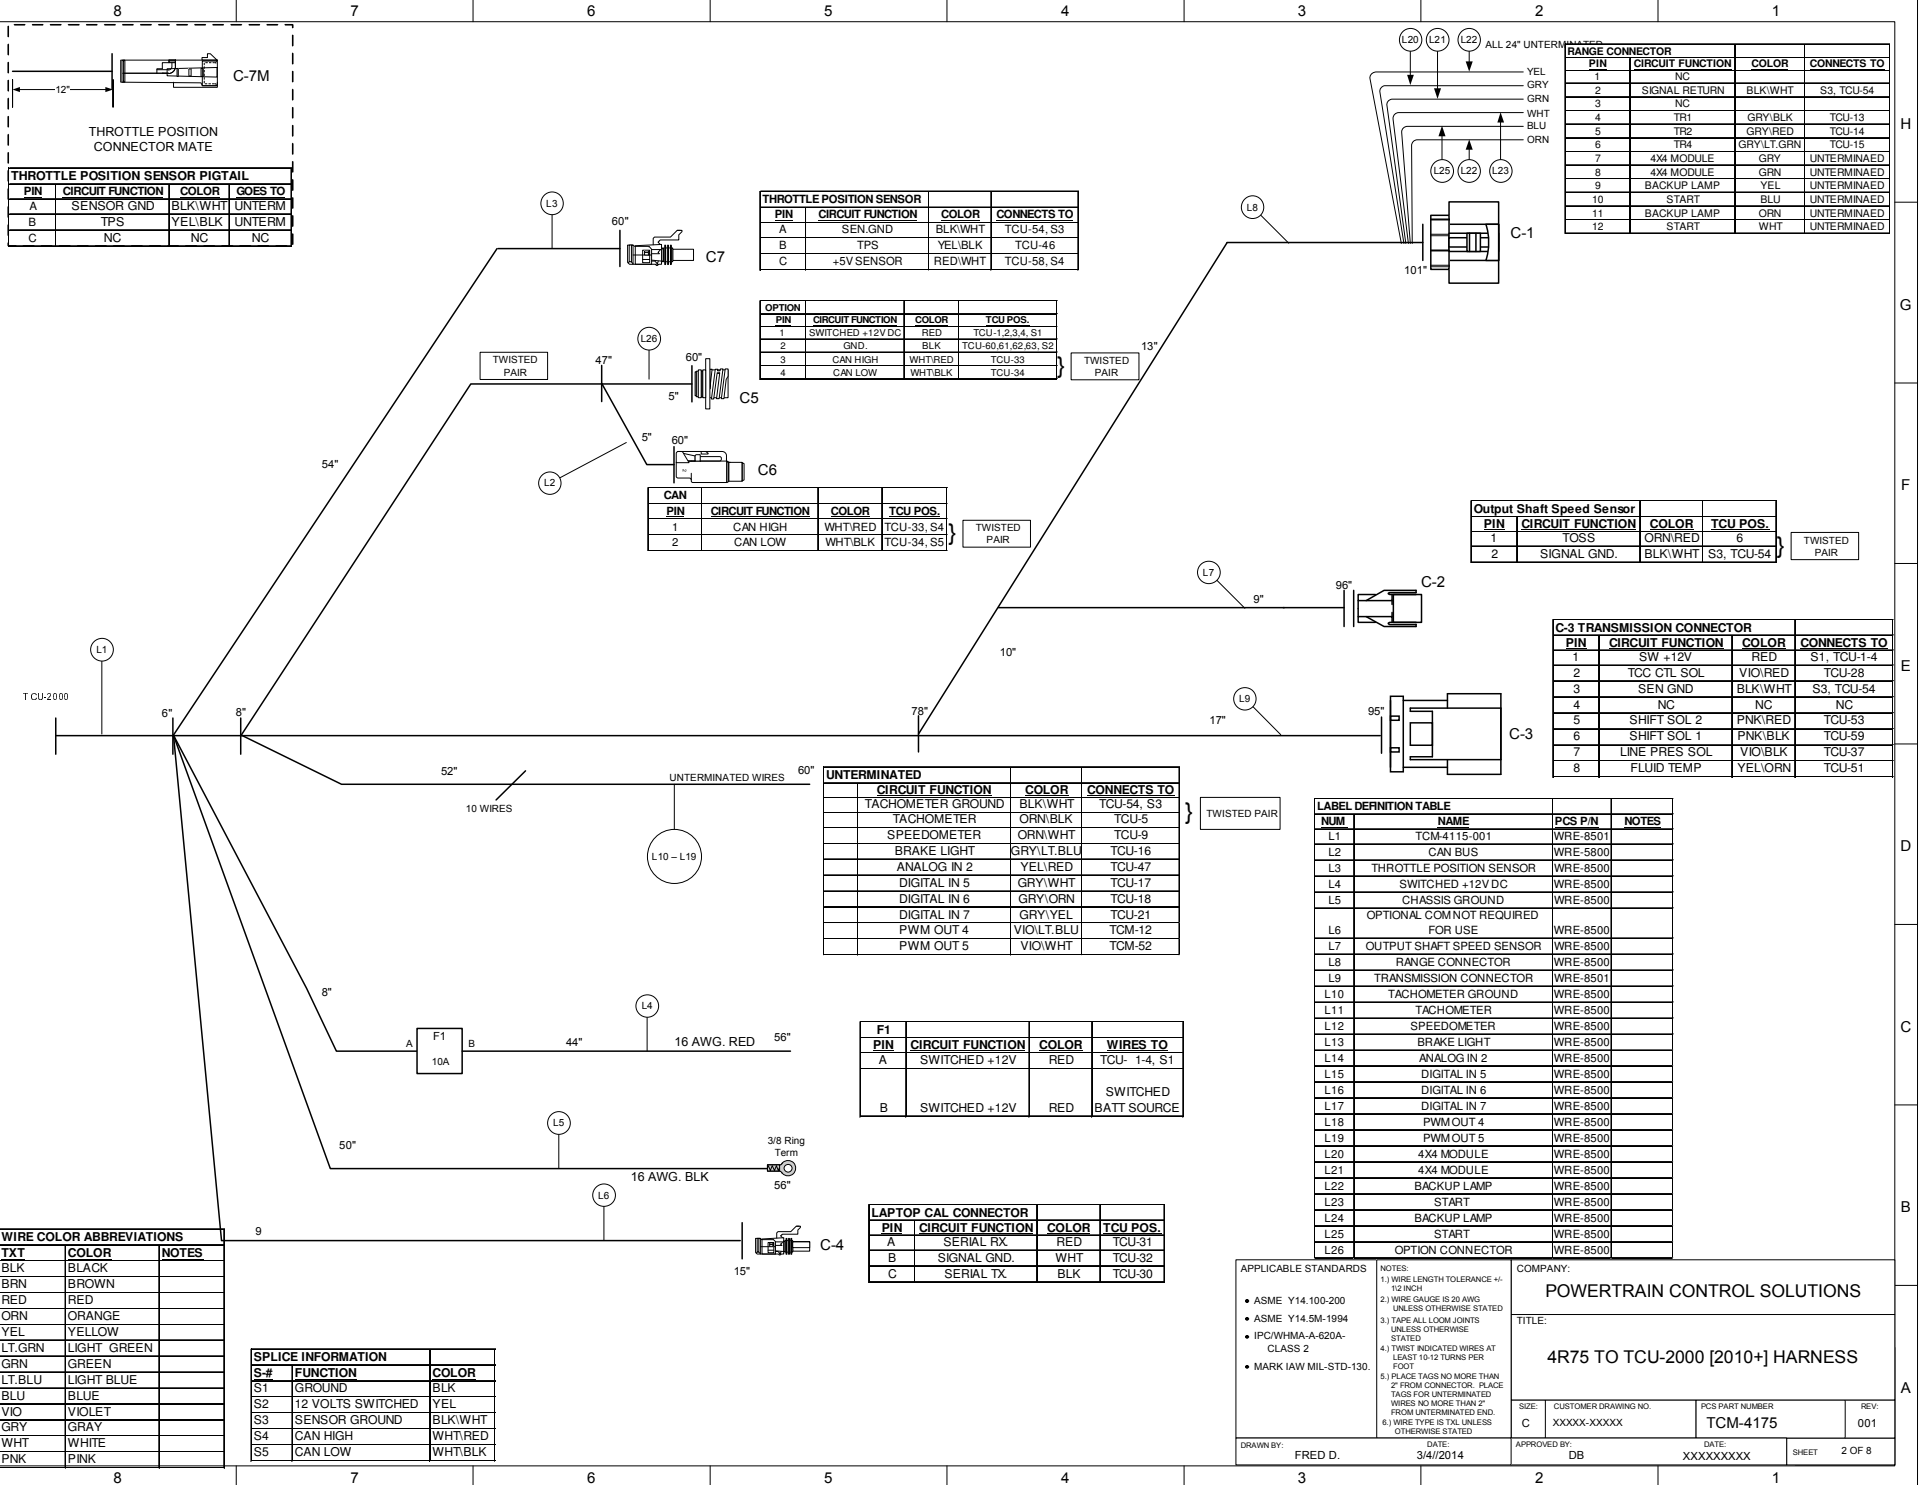 8 7 6 5 4 3 2 1
C-7M
12"
THROTTLE POSITION
CONNECTOR MATE
THROTTLE POSITION SENSOR PIGTAIL
PIN CIRCUIT FUNCTION COLOR GOES TO
A SENSOR GND BLK\WHT UNTERM
B TPS YEL\BLK UNTERM
C NC NC NC
L3
60"
C7
THROTTLE POSITION SENSOR
PIN CIRCUIT FUNCTION COLOR CONNECTS TO
A SEN.GND BLK\WHT TCU-54, S3
B TPS YEL\BLK TCU-46
C +5V SENSOR RED\WHT TCU-58, S4
OPTION
PIN CIRCUIT FUNCTION COLOR TCU POS.
1 SWITCHED +12V DC RED TCU-1,2,3,4, S1
2 GND. BLK TCU-60,61,62,63, S2
3 CAN HIGH WHT\RED TCU-33
4 CAN LOW WHT\BLK TCU-34
TWISTED
PAIR
L20 L21 L22 ALL 24" UNTERMINATED
YEL
GRY
GRN
WHT
BLU
ORN
L25 L22 L23
RANGE CONNECTOR
PIN CIRCUIT FUNCTION COLOR CONNECTS TO
1 NC
2 SIGNAL RETURN BLK\WHT S3, TCU-54
3 NC
4 TR1 GRY\BLK TCU-13
5 TR2 GRY\RED TCU-14
6 TR4 GRY\LT.GRN TCU-15
7 4X4 MODULE GRY UNTERMINAED
8 4X4 MODULE GRN UNTERMINAED
9 BACKUP LAMP YEL UNTERMINAED
10 START BLU UNTERMINAED
11 BACKUP LAMP ORN UNTERMINAED
12 START WHT UNTERMINAED
H
G
F
E
D
C
B
A
L8
C-1
101"
13"
TWISTED
PAIR
47"
L26
60"
5"
C5
5"
60"
C6
L2
54"
CAN
PIN CIRCUIT FUNCTION COLOR TCU POS.
1 CAN HIGH WHT\RED TCU-33, S4
2 CAN LOW WHT\BLK TCU-34, S5
TWISTED
PAIR
Output Shaft Speed Sensor
PIN CIRCUIT FUNCTION COLOR TCU POS.
1 TOSS ORN\RED 6
2 SIGNAL GND. BLK\WHT S3, TCU-54
TWISTED
PAIR
L7
9"
96"
C-2
10"
L1
TCU-2000
6"
8"
78"
17"
L9
95"
C-3
C-3 TRANSMISSION CONNECTOR
PIN CIRCUIT FUNCTION COLOR CONNECTS TO
1 SW +12V RED S1, TCU-1-4
2 TCC CTL SOL VIO\RED TCU-28
3 SEN GND BLK\WHT S3, TCU-54
4 NC NC NC
5 SHIFT SOL 2 PNK\RED TCU-53
6 SHIFT SOL 1 PNK\BLK TCU-59
7 LINE PRES SOL VIO\BLK TCU-37
8 FLUID TEMP YEL\ORN TCU-51
52"
10 WIRES
UNTERMINATED WIRES
60"
L10 – L19
UNTERMINATED
CIRCUIT FUNCTION COLOR CONNECTS TO
TACHOMETER GROUND BLK\WHT TCU-54, S3
TACHOMETER ORN\BLK TCU-5
SPEEDOMETER ORN\WHT TCU-9
BRAKE LIGHT GRY\LT.BLU TCU-16
ANALOG IN 2 YEL\RED TCU-47
DIGITAL IN 5 GRY\WHT TCU-17
DIGITAL IN 6 GRY\ORN TCU-18
DIGITAL IN 7 GRY\YEL TCU-21
PWM OUT 4 VIO\LT.BLU TCM-12
PWM OUT 5 VIO\WHT TCM-52
TWISTED PAIR
LABEL DEFINITION TABLE
NUM NAME PCS P/N NOTES
L1 TCM-4115-001 WRE-8501
L2 CAN BUS WRE-5800
L3 THROTTLE POSITION SENSOR WRE-8500
L4 SWITCHED +12V DC WRE-8500
L5 CHASSIS GROUND WRE-8500
OPTIONAL COM NOT REQUIRED
L6 FOR USE WRE-8500
L7 OUTPUT SHAFT SPEED SENSOR WRE-8500
L8 RANGE CONNECTOR WRE-8500
L9 TRANSMISSION CONNECTOR WRE-8501
L10 TACHOMETER GROUND WRE-8500
L11 TACHOMETER WRE-8500
L12 SPEEDOMETER WRE-8500
L13 BRAKE LIGHT WRE-8500
L14 ANALOG IN 2 WRE-8500
L15 DIGITAL IN 5 WRE-8500
L16 DIGITAL IN 6 WRE-8500
L17 DIGITAL IN 7 WRE-8500
L18 PWM OUT 4 WRE-8500
L19 PWM OUT 5 WRE-8500
L20 4X4 MODULE WRE-8500
L21 4X4 MODULE WRE-8500
L22 BACKUP LAMP WRE-8500
L23 START WRE-8500
L24 BACKUP LAMP WRE-8500
L25 START WRE-8500
L26 OPTION CONNECTOR WRE-8500
8"
A F1 B
10A
44"
L4
16 AWG. RED
56"
F1
PIN CIRCUIT FUNCTION COLOR WIRES TO
A SWITCHED +12V RED TCU- 1-4, S1
SWITCHED
B SWITCHED +12V RED BATT SOURCE
50"
L5
16 AWG. BLK
3/8 Ring
Term
56"
9
L6
15"
C-4
LAPTOP CAL CONNECTOR
PIN CIRCUIT FUNCTION COLOR TCU POS.
A SERIAL RX. RED TCU-31
B SIGNAL GND. WHT TCU-32
C SERIAL TX. BLK TCU-30
WIRE COLOR ABBREVIATIONS
TXT COLOR NOTES
BLK BLACK
BRN BROWN
RED RED
ORN ORANGE
YEL YELLOW
LT.GRN LIGHT GREEN
GRN GREEN
LT.BLU LIGHT BLUE
BLU BLUE
VIO VIOLET
GRY GRAY
WHT WHITE
PNK PINK
SPLICE INFORMATION
S-# FUNCTION COLOR
S1 GROUND BLK
S2 12 VOLTS SWITCHED YEL
S3 SENSOR GROUND BLK\WHT
S4 CAN HIGH WHT\RED
S5 CAN LOW WHT\BLK
APPLICABLE STANDARDS
• ASME Y14.100-200
• ASME Y14.5M-1994
• IPC/WHMA-A-620A-
CLASS 2
• MARK IAW MIL-STD-130.
NOTES:
1.) WIRE LENGTH TOLERANCE +/-
1\2 INCH
2.) WIRE GAUGE IS 20 AWG
UNLESS OTHERWISE STATED
3.) TAPE ALL LOOM JOINTS
UNLESS OTHERWISE
STATED
4.) TWIST INDICATED WIRES AT
LEAST 10-12 TURNS PER
FOOT
5.) PLACE TAGS NO MORE THAN
2" FROM CONNECTOR. PLACE
TAGS FOR UNTERMINATED
WIRES NO MORE THAN 2"
FROM UNTERMINATED END.
6.) WIRE TYPE IS TXL UNLESS
OTHERWISE STATED
COMPANY:
POWERTRAIN CONTROL SOLUTIONS
TITLE:
4R75 TO TCU-2000 [2010+] HARNESS
SIZE: CUSTOMER DRAWING NO. PCS PART NUMBER REV:
C XXXXX-XXXXX TCM-4175 001
DRAWN BY: DATE: APPROVED BY: DATE:
FRED D. 3/4//2014 DB XXXXXXXXX SHEET 2 OF 8
8 7 6 5 4 3 2 1